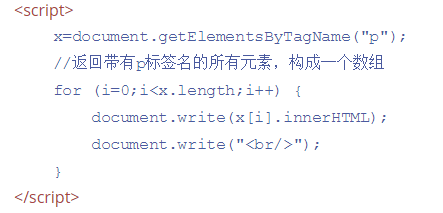 <script>
x=document.getElementsByTagName("p");
//返回带有p标签名的所有元素，构成一个数组
for (i=0;i<x.length;i++) {
document.write(x[i].innerHTML);
document.write("<br/>");
}
</script>